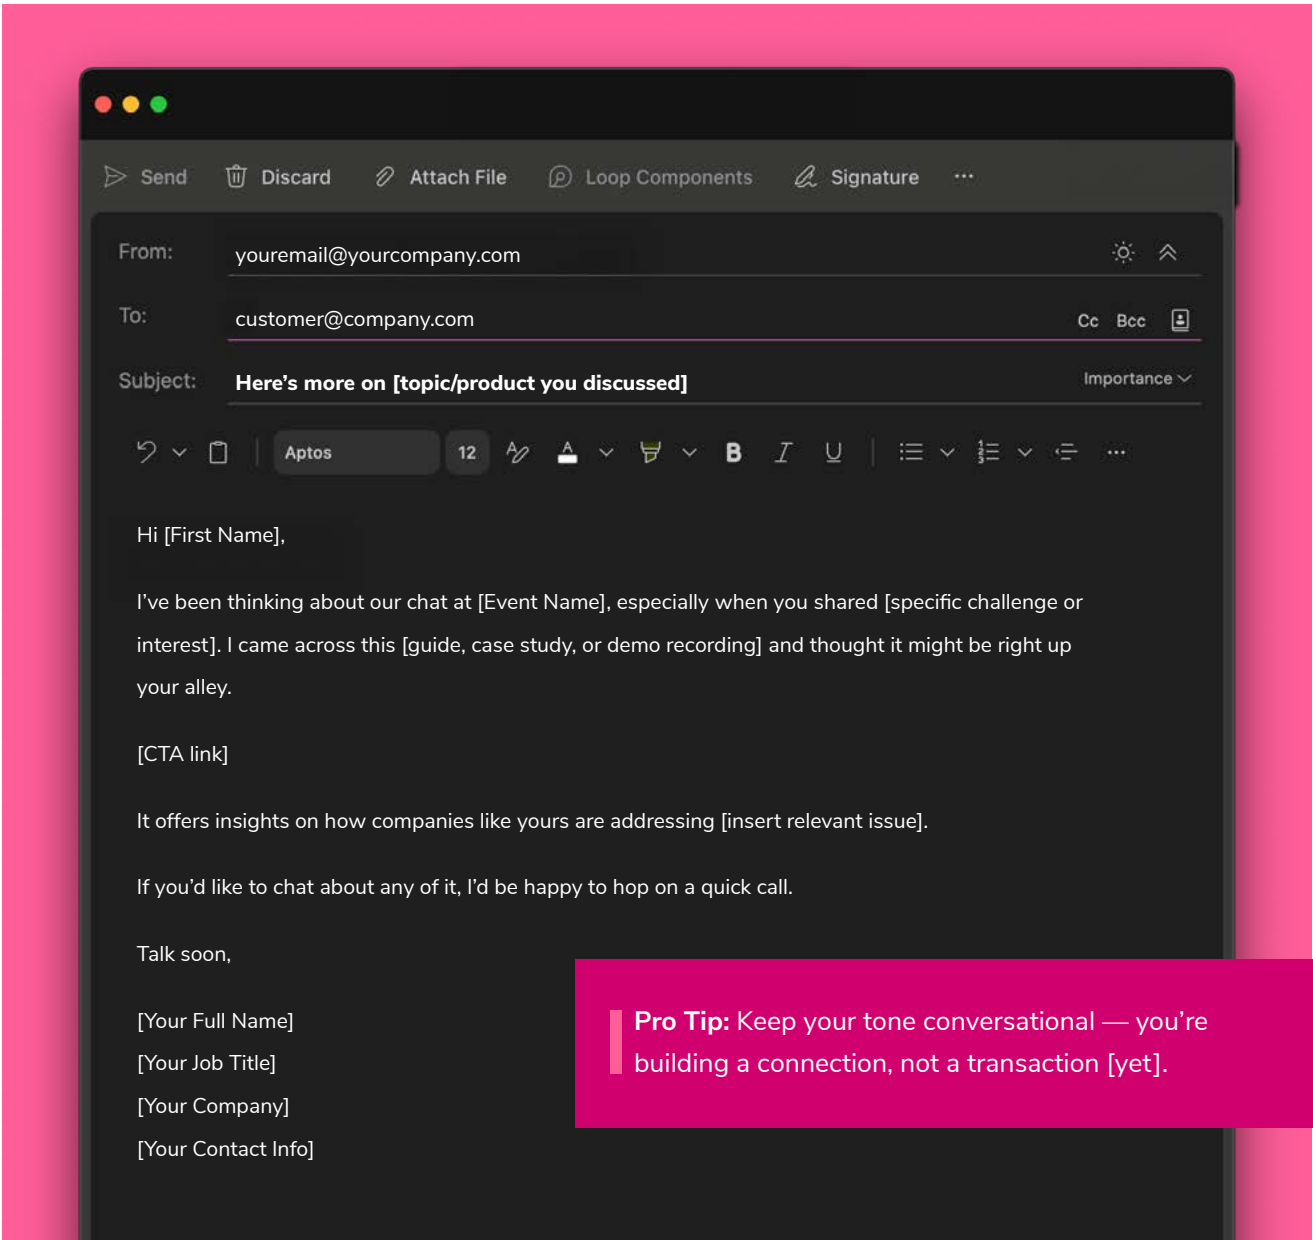 Send Discard Attach File Loop Components Signature ···
From: youremail@yourcompany.com
To: customer@company.com Cc Bcc
Subject: Here’s more on [topic/product you discussed] Importance
Aptos 12 A B I U ···
Hi [First Name],
I’ve been thinking about our chat at [Event Name], especially when you shared [specific challenge or
interest]. I came across this [guide, case study, or demo recording] and thought it might be right up
your alley.
[CTA link]
It offers insights on how companies like yours are addressing [insert relevant issue].
If you’d like to chat about any of it, I’d be happy to hop on a quick call.
Talk soon,
[Your Full Name]
[Your Job Title]
[Your Company]
[Your Contact Info]
Pro Tip: Keep your tone conversational — you’re
building a connection, not a transaction [yet].